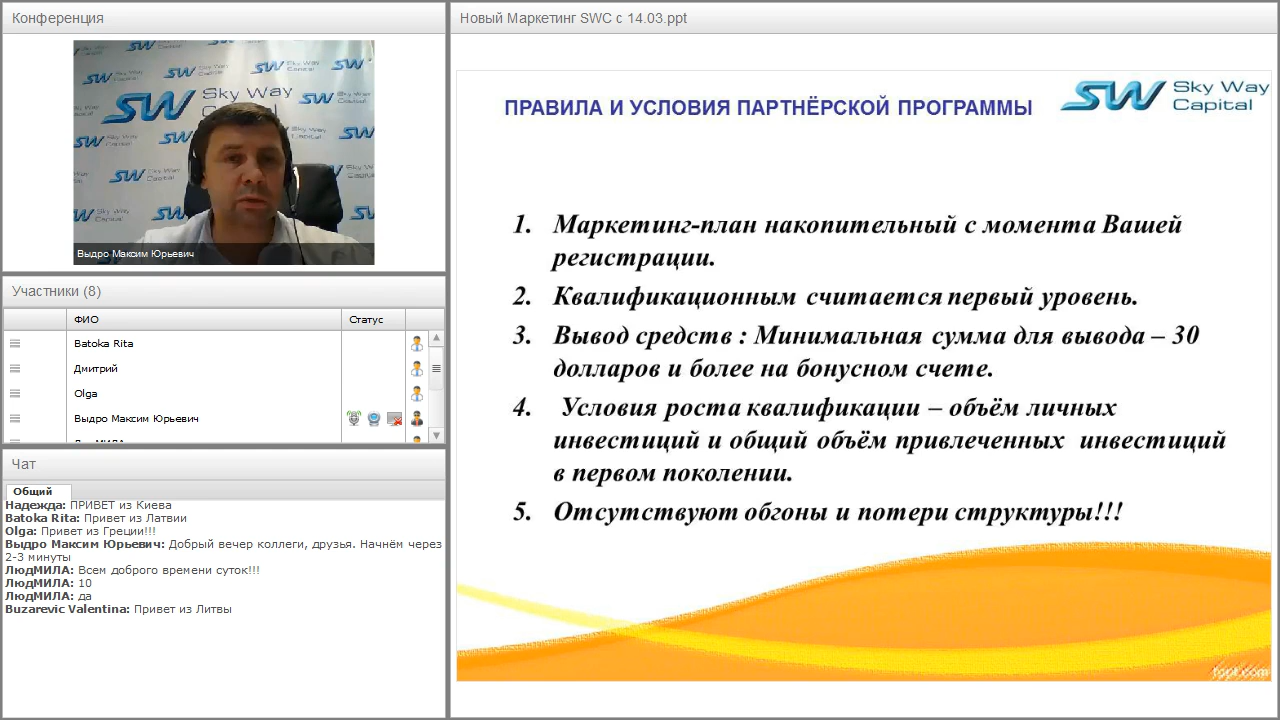 Конференция
SW Sky Way Capital
Выдро Максим Юрьевич
Участники (8)
ФИО Статус
Batoka Rita
Дмитрий
Olga
Выдро Максим Юрьевич
Чат
Общий
Надежда: ПРИВЕТ из Киева
Batoka Rita: Привет из Латвии
Olga: Привет из Греции!!!
Выдро Максим Юрьевич: Добрый вечер коллеги, друзья. Начнём через
2-3 минуты
ЛюдМИЛА: Всем доброго времени суток!!!
ЛюдМИЛА: 10
ЛюдМИЛА: да
Buzarevic Valentina: Привет из Литвы
Новый Маркетинг SWC с 14.03.ppt
ПРАВИЛА И УСЛОВИЯ ПАРТНЁРСКОЙ ПРОГРАММЫ
SW Sky Way
Capital
1. Маркетинг-план накопительный с момента Вашей
регистрации.
2. Квалификационным считается первый уровень.
3. Вывод средств : Минимальная сумма для вывода – 30
долларов и более на бонусном счете.
4. Условия роста квалификации – объём личных
инвестиций и общий объём привлеченных инвестиций
в первом поколении.
5. Отсутствуют обгоны и потери структуры!!!